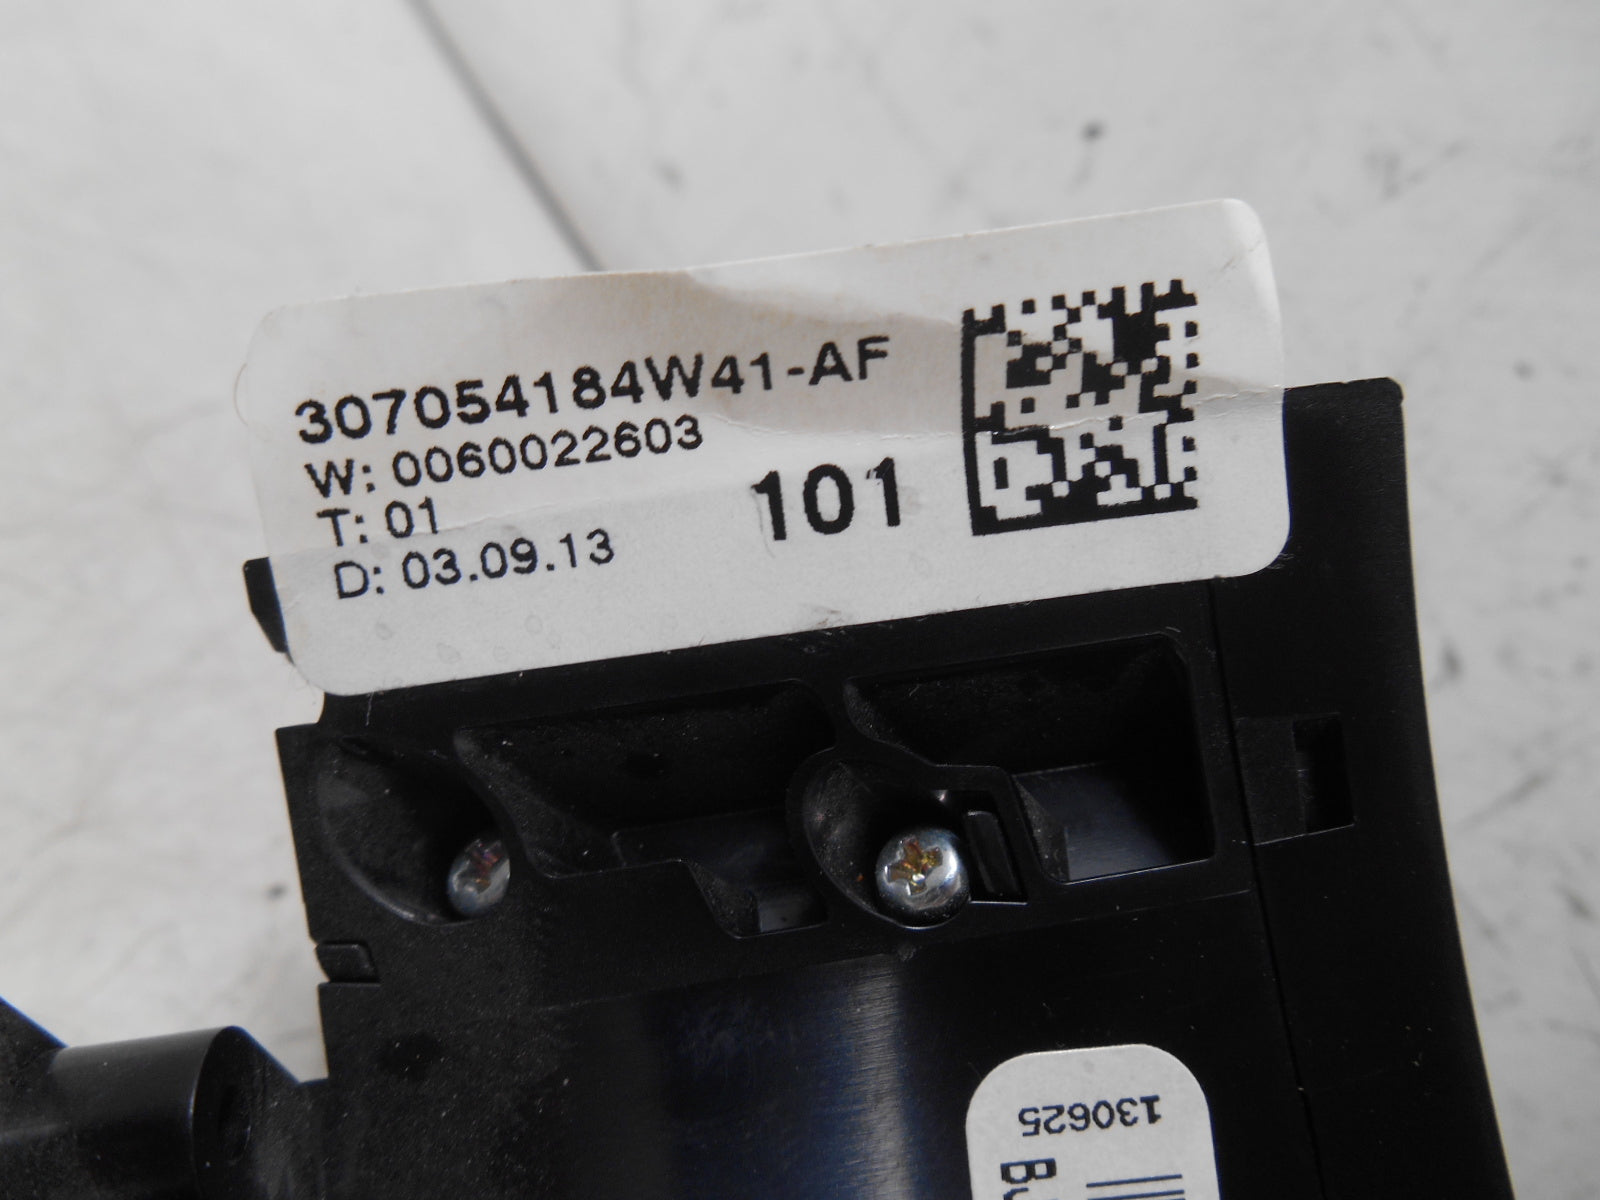 307054184W41-AF
W: 0060022603
T: 01
101
D: 03.09.13
130625